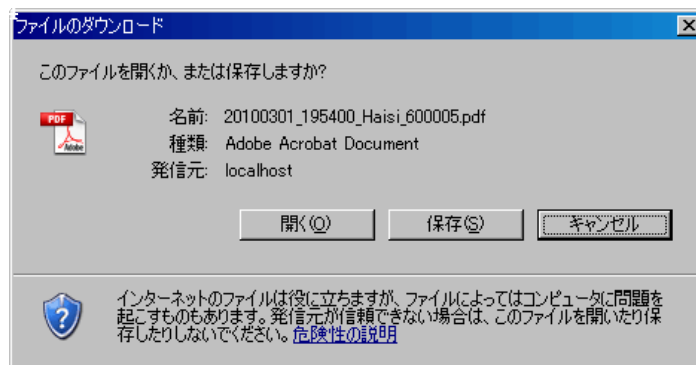 ファイルのダウンロード
このファイルを開くか、または保存しますか?
PDF
Adobe
名前: 20100301_195400_Haisi_600005.pdf
種類: Adobe Acrobat Document
発信元: localhost
開く(O) 保存(S) キャンセル
インターネットのファイルは役に立ちますが、ファイルによってはコンピュータに問題を
起こすものもあります。発信元が信頼できない場合は、このファイルを開いたり保
存したりしないでください。危険性の説明